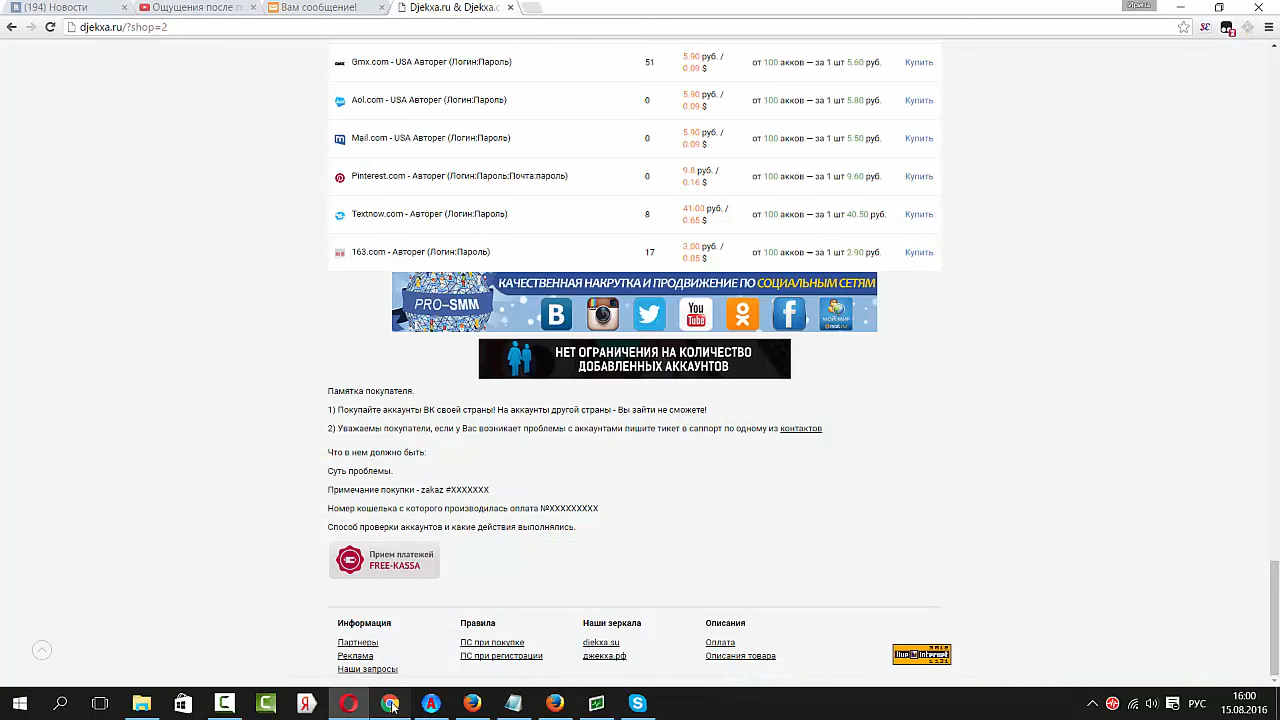 (194) Новости
Ощущения после п
Вам сообщение!
Djekxa.ru & Djekxa.c
Ирина
djekxa.ru/?shop=2
Gmx.com - USA Авторег (Логин:Пароль) 51 5.90 руб. / 0.09 $ от 100 акков — за 1 шт 5.60 руб. Купить
Aol.com - USA Авторег (Логин:Пароль) 0 5.90 руб. / 0.09 $ от 100 акков — за 1 шт 5.80 руб. Купить
Mail.com - USA Авторег (Логин:Пароль) 0 5.90 руб. / 0.09 $ от 100 акков — за 1 шт 5.50 руб. Купить
Pinterest.com - Авторег (Логин:Пароль:Почта:пароль) 0 9.8 руб. / 0.16 $ от 100 акков — за 1 шт 9.60 руб. Купить
Textnow.com - Авторег (Логин:Пароль) 8 41.00 руб. / 0.65 $ от 100 акков — за 1 шт 40.50 руб. Купить
163.com - Авторег (Логин:Пароль) 17 3.00 руб. / 0.05 $ от 100 акков — за 1 шт 2.90 руб. Купить
КАЧЕСТВЕННАЯ НАКРУТКА И ПРОДВИЖЕНИЕ ПО СОЦИАЛЬНЫМ СЕТЯМ
PRO-SMM
You Tube
МОЙ МИР
@mail.ru
НЕТ ОГРАНИЧЕНИЯ НА КОЛИЧЕСТВО
ДОБАВЛЕННЫХ АККАУНТОВ
Памятка покупателя.
1) Покупайте аккаунты ВК своей страны! На аккаунты другой страны - Вы зайти не сможете!
2) Уважаемы покупатели, если у Вас возникает проблемы с аккаунтами пишите тикет в саппорт по одному из контактов
Что в нем должно быть:
Суть проблемы.
Примечание покупки - zakaz #XXXXXXX
Номер кошелька с которого производилась оплата №XXXXXXXXX
Способ проверки аккаунтов и какие действия выполнялись.
Прием платежей
FREE-KASSA
Информация Правила Наши зеркала Описания
Партнеры ПС при покупке djekxa.su Оплата
Реклама ПС при регистрации джекха.рф Описания товара
Наши запросы
РУС
16:00
15.08.2016